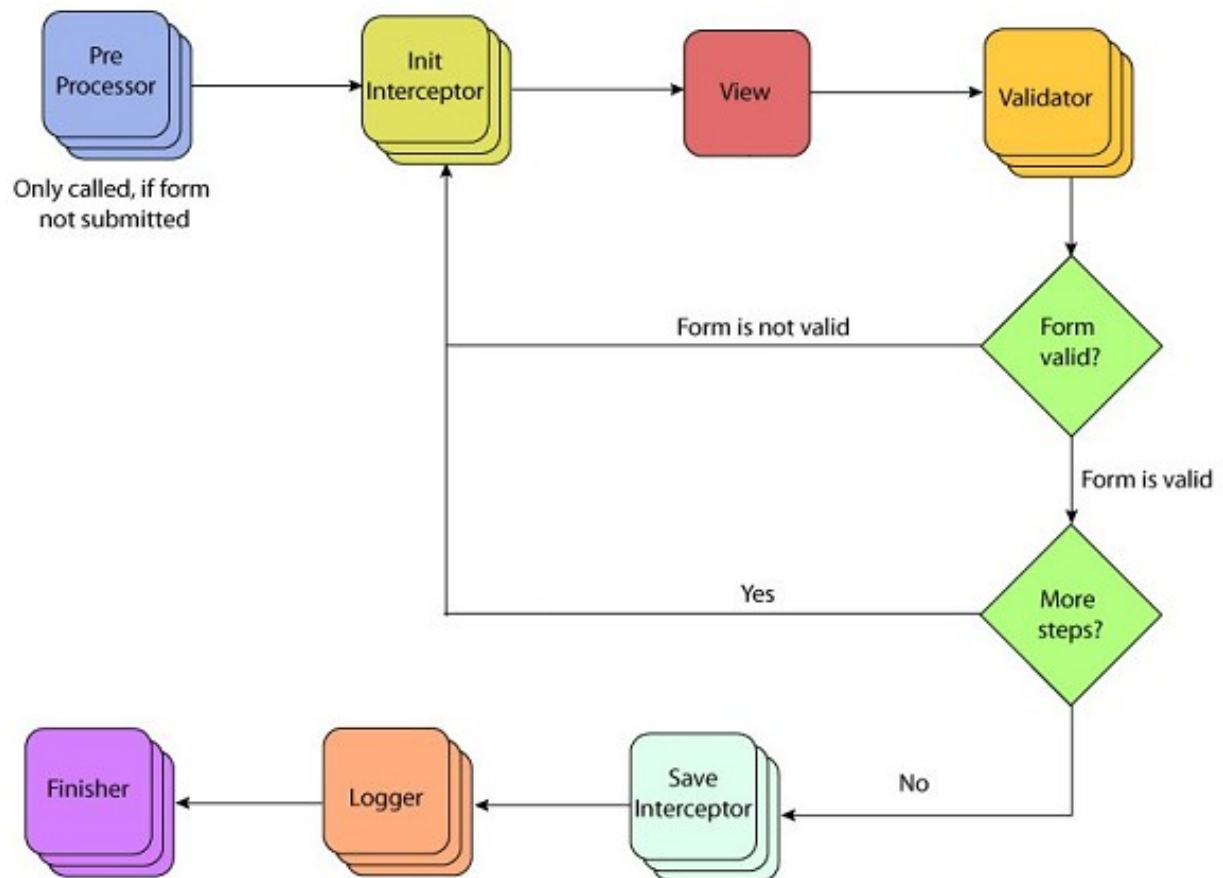 Pre
Processor
Init
Interceptor
View
Validator
Only called, if form
not submitted
Form is not valid
Form
valid?
Form is valid
Yes
More
steps?
Finisher
Logger
Save
Interceptor
No